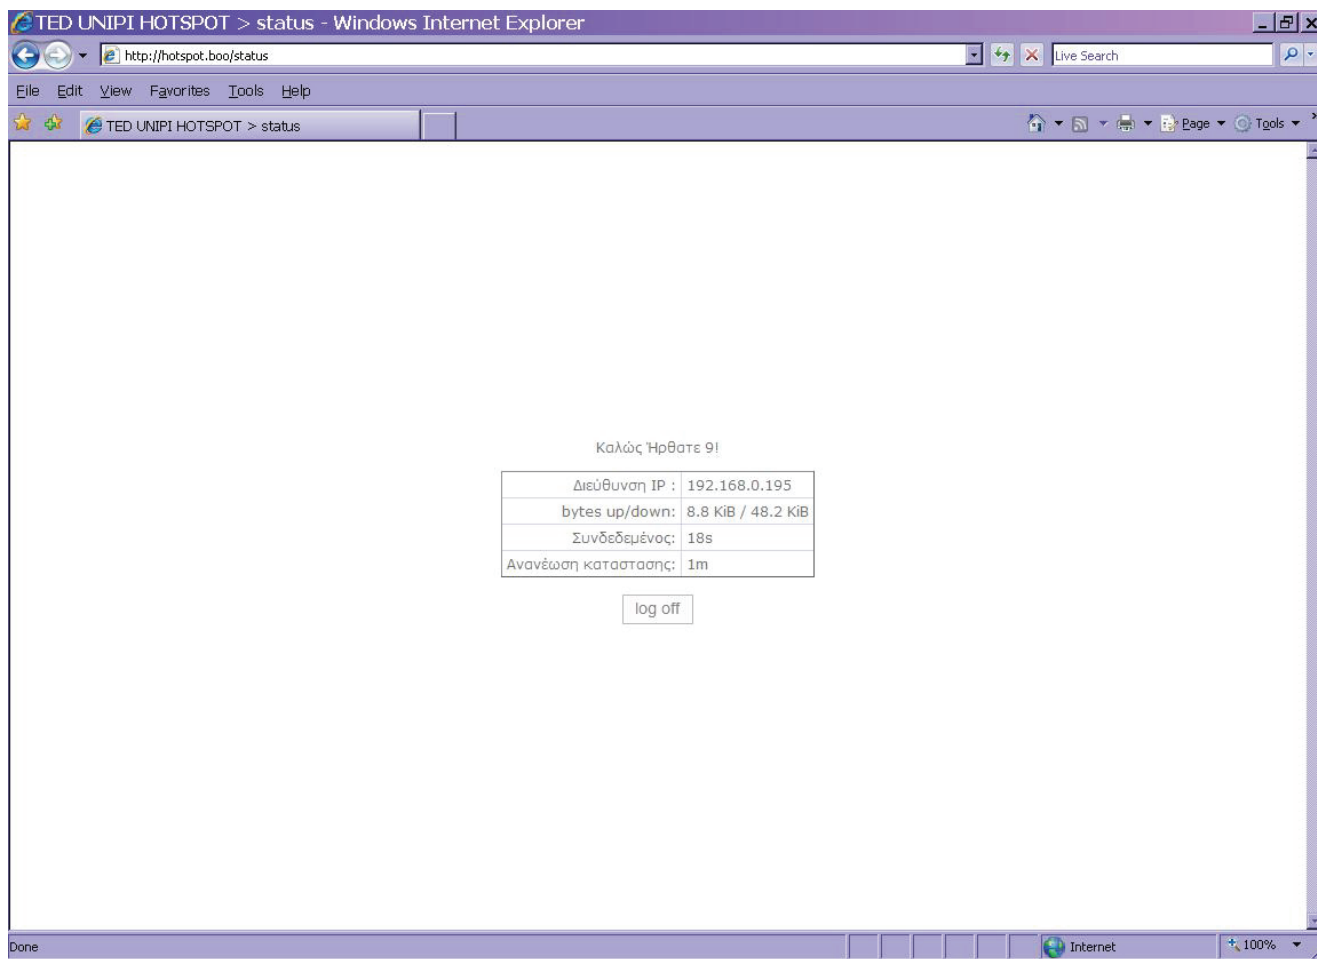 TED UNIPI HOTSPOT > status - Windows Internet Explorer
http://hotspot.boo/status
Live Search
File Edit View Favorites Tools Help
TED UNIPI HOTSPOT > status
Page Tools
Καλώς Ήρθατε 9!
Διεύθυνση IP : 192.168.0.195
bytes up/down: 8.8 KiB / 48.2 KiB
Συνδεδεμένος: 18s
Ανανέωση καταστασης: 1m
log off
Done Internet 100%